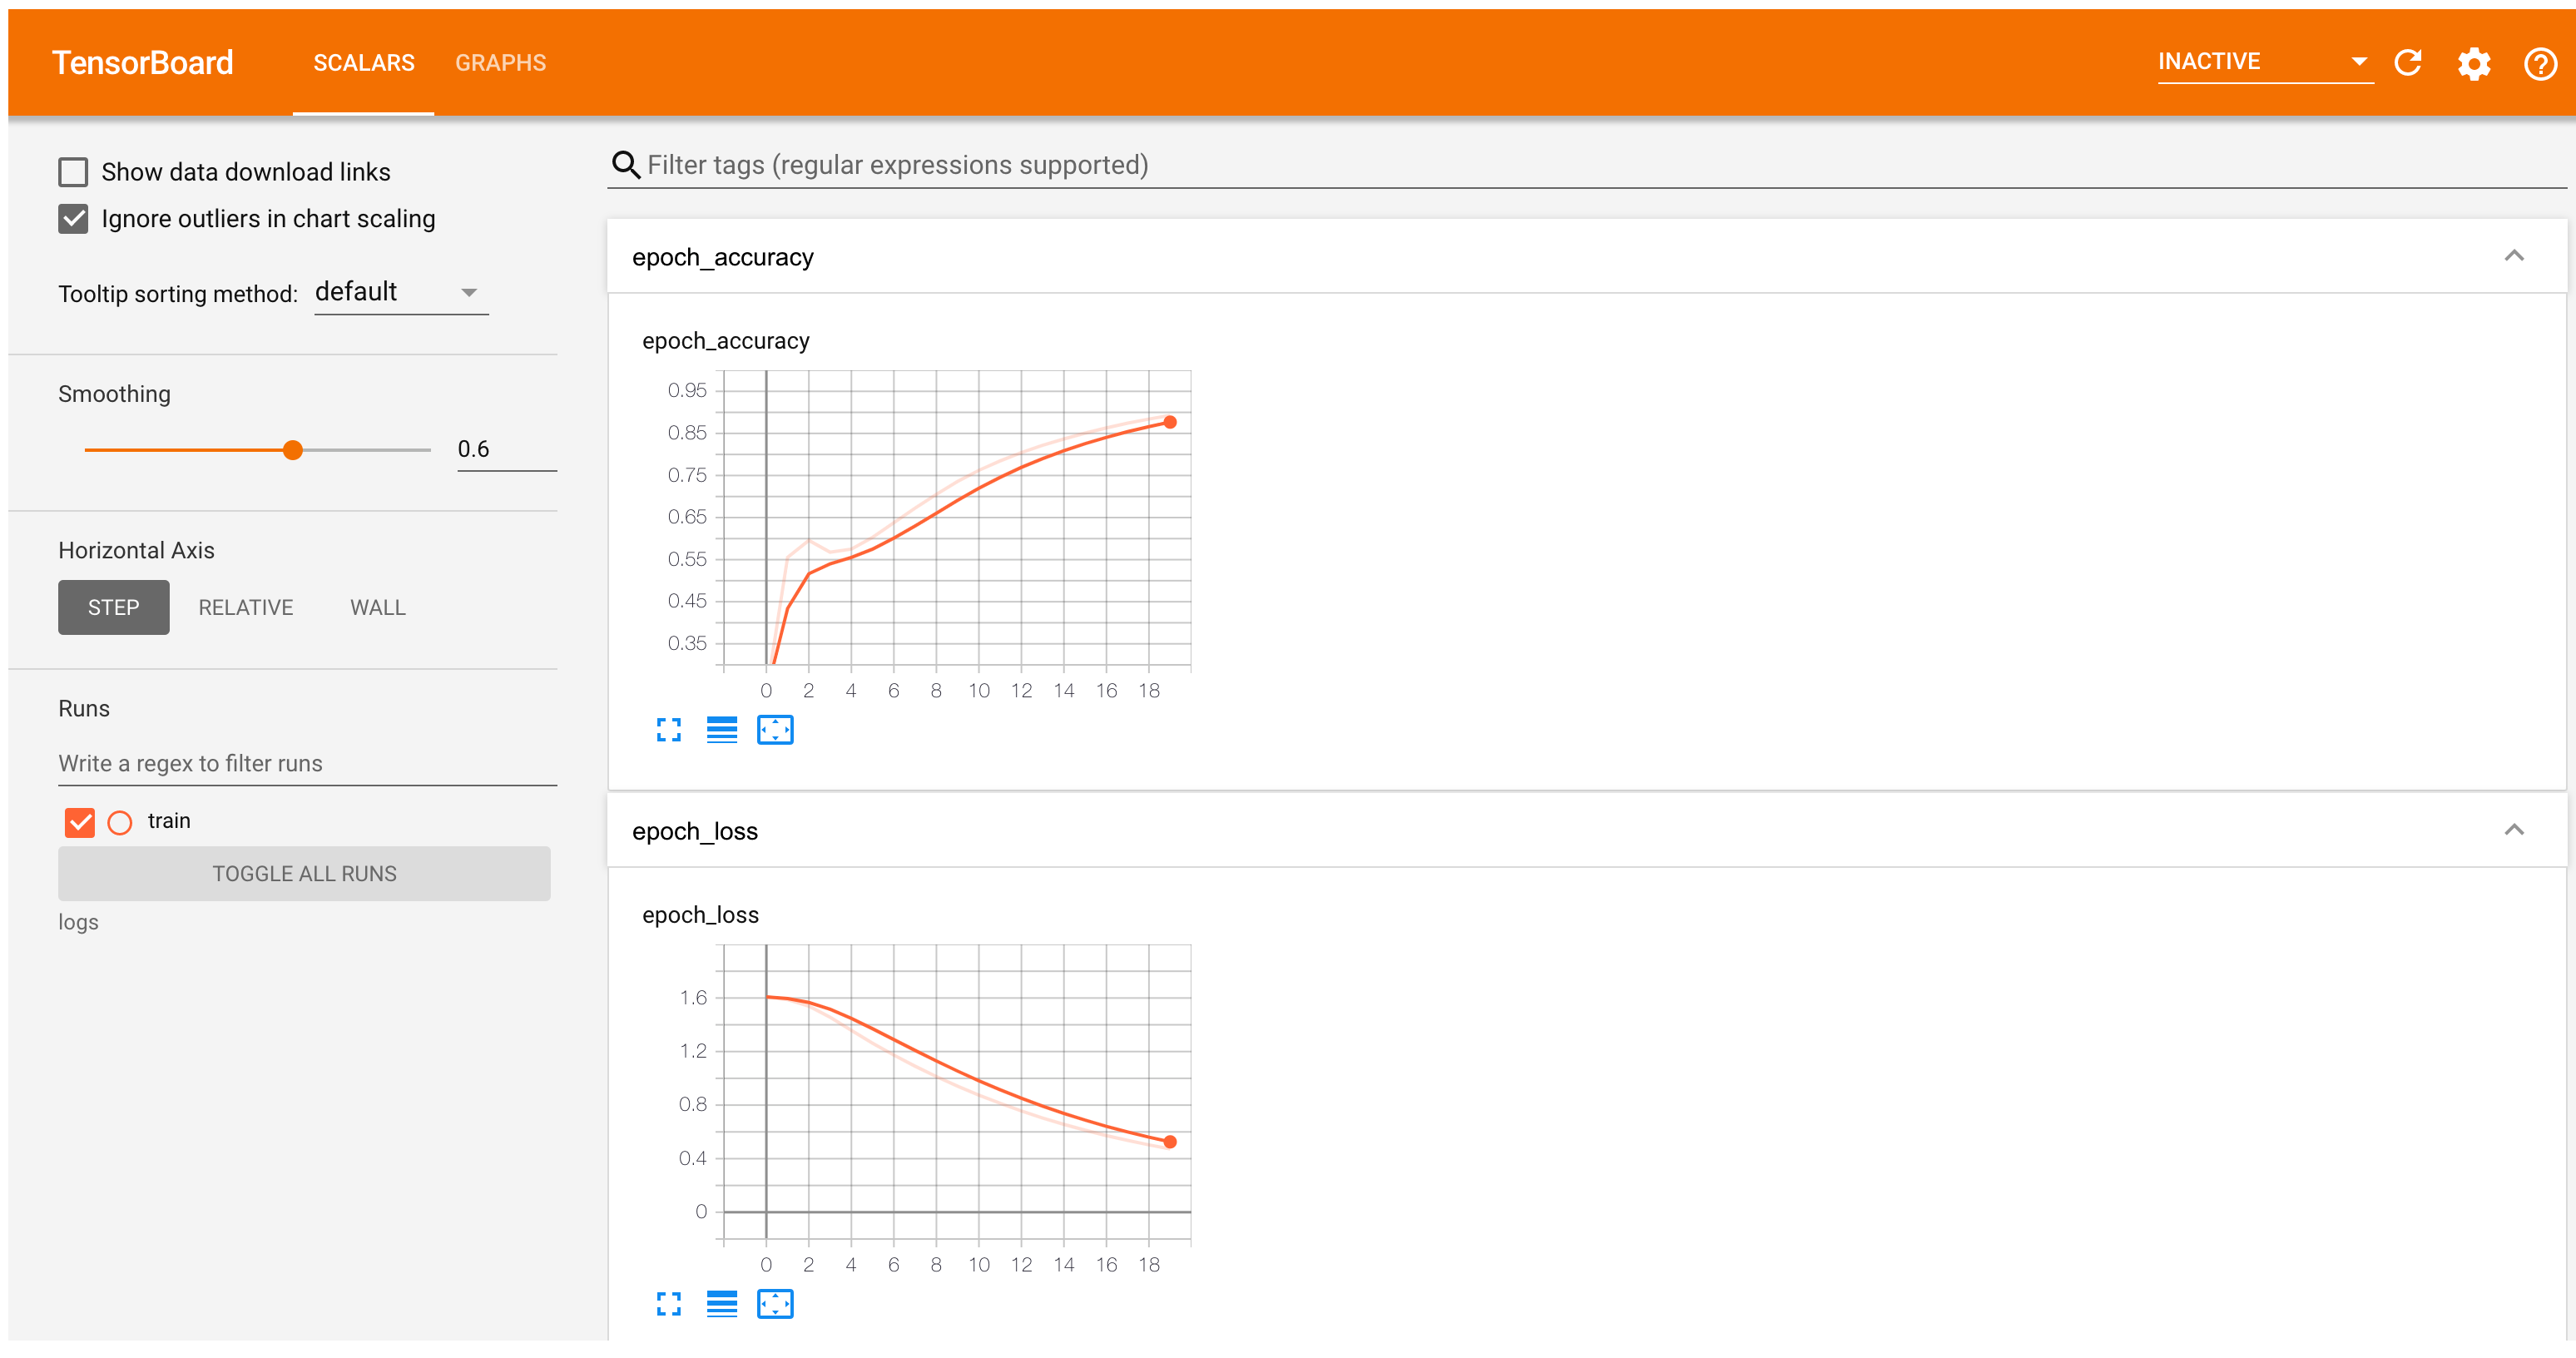 TensorBoard SCALARS GRAPHS INACTIVE
Show data download links
Ignore outliers in chart scaling
Tooltip sorting method: default
Smoothing
0.6
Horizontal Axis
STEP RELATIVE WALL
Runs
Write a regex to filter runs
train
TOGGLE ALL RUNS
logs
Filter tags (regular expressions supported)
epoch_accuracy
epoch_accuracy
0.95
0.85
0.75
0.65
0.55
0.45
0.35
0 2 4 6 8 10 12 14 16 18
epoch_loss
epoch_loss
1.6
1.2
0.8
0.4
0
0 2 4 6 8 10 12 14 16 18